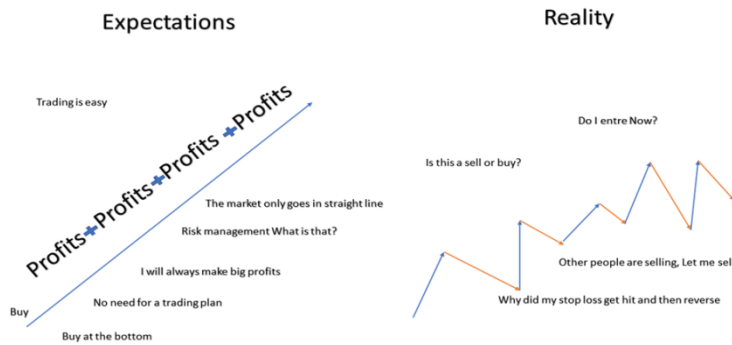 Expectations
Trading is easy
Profits+Profits+Profits +Profits
The market only goes in straight line
Risk management What is that?
I will always make big profits
No need for a trading plan
Buy
Buy at the bottom
Reality
Do I entre Now?
Is this a sell or buy?
Other people are selling, Let me sel
Why did my stop loss get hit and then reverse